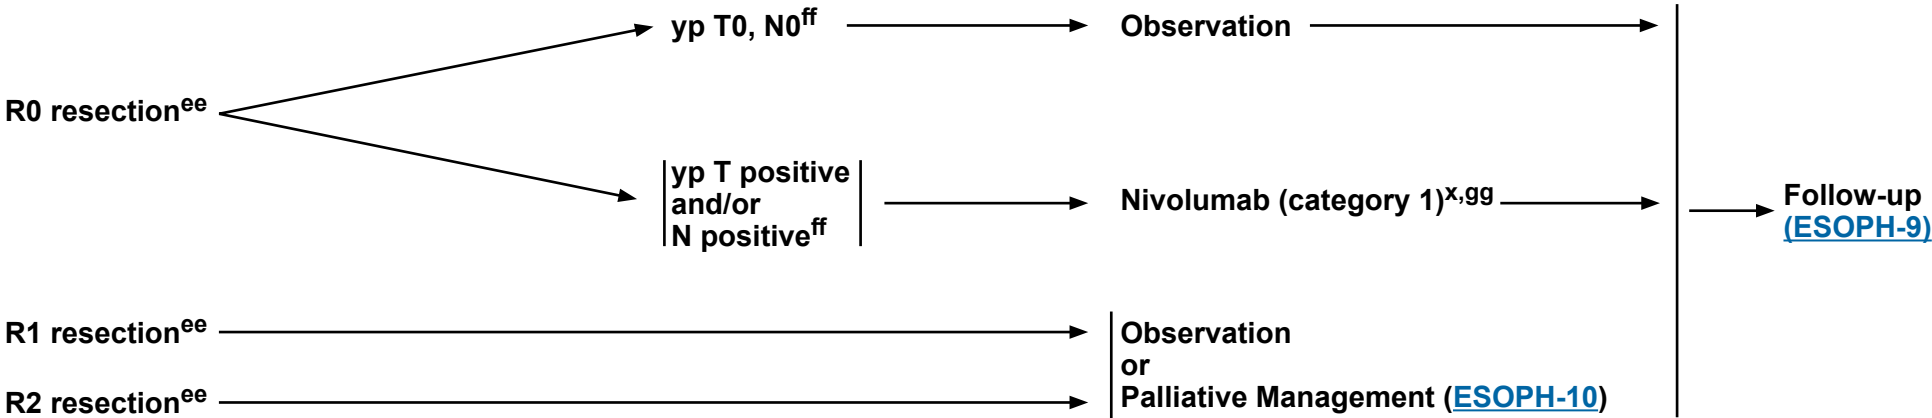 yp T0, N0ff
Observation
R0 resectionee
yp T positive
and/or
N positiveff
Nivolumab (category 1)x,gg
Follow-up
(ESOPH-9)
R1 resectionee
Observation
or
R2 resectionee
Palliative Management (ESOPH-10)